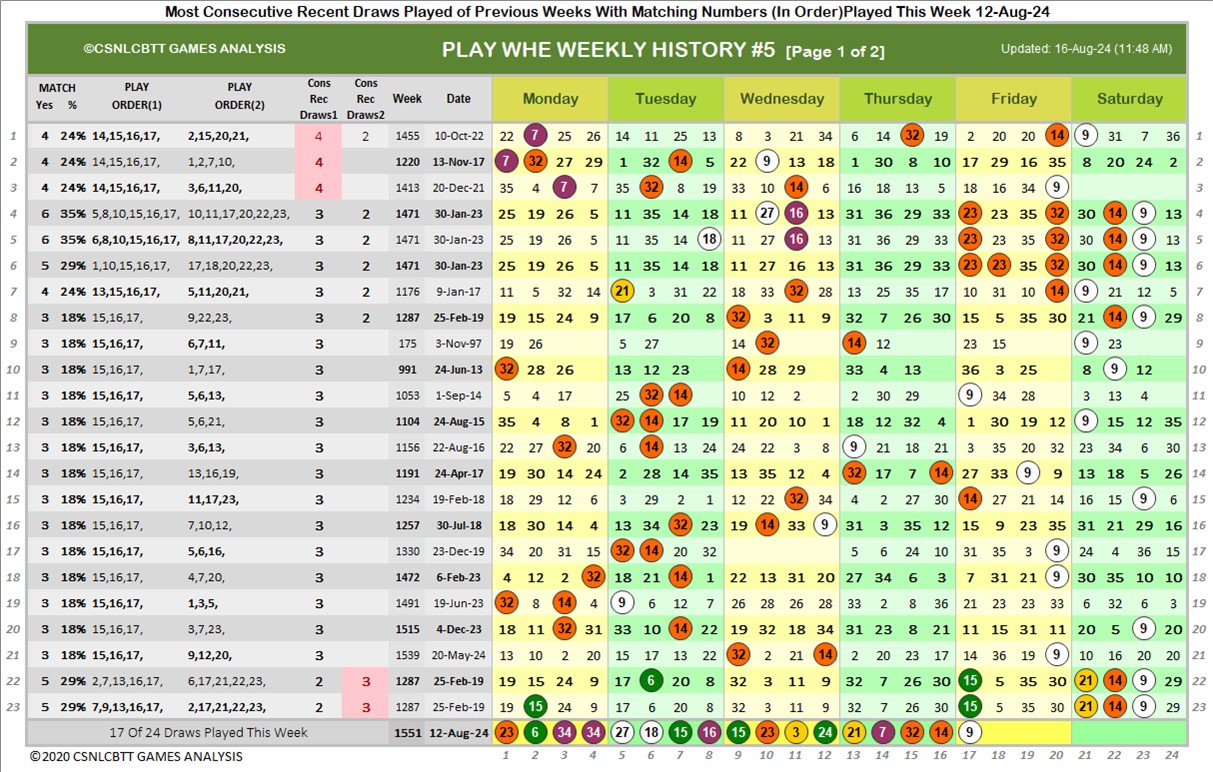 Most Consecutive Recent Draws Played of Previous Weeks With Matching Numbers (In Order)Played This Week 12-Aug-24
©CSNLCBTT GAMES ANALYSIS PLAY WHE WEEKLY HISTORY #5 [Page 1 of 2] Updated: 16-Aug-24 (11:48 AM)
MATCH PLAY PLAY Cons Cons Week Date Monday Tuesday Wednesday Thursday Friday Saturday
Yes % ORDER(1) ORDER(2) Rec Rec
Draws1 Draws2
1 4 24% 14,15,16,17, 2,15,20,21, 4 2 1455 10-Oct-22 22 7 25 26 14 11 25 13 8 3 21 34 6 14 32 19 2 20 20 14 9 31 7 36 1
2 4 24% 14,15,16,17, 1,2,7,10, 4 1220 13-Nov-17 7 32 27 29 1 32 14 5 22 9 13 18 1 30 8 10 17 29 16 35 8 20 24 2 2
3 4 24% 14,15,16,17, 3,6,11,20, 4 1413 20-Dec-21 35 4 7 7 35 32 8 19 33 10 14 6 16 18 13 5 18 16 34 9 3
4 6 35% 5,8,10,15,16,17, 10,11,17,20,22,23, 3 2 1471 30-Jan-23 25 19 26 5 11 35 14 18 11 27 16 13 31 36 29 33 23 23 35 32 30 14 9 13 4
5 6 35% 6,8,10,15,16,17, 8,11,17,20,22,23, 3 2 1471 30-Jan-23 25 19 26 5 11 35 14 18 11 27 16 13 31 36 29 33 23 23 35 32 30 14 9 13 5
6 5 29% 1,10,15,16,17, 17,18,20,22,23, 3 2 1471 30-Jan-23 25 19 26 5 11 35 14 18 11 27 16 13 31 36 29 33 23 23 35 32 30 14 9 13 6
7 4 24% 3,15,16,17, 5,11,20,21, 3 2 1176 9-Jan-17 11 5 32 14 21 3 31 22 18 33 32 28 13 25 35 17 10 31 10 14 9 21 12 5 7
8 3 18% 15,16,17, 9,22,23, 3 2 1287 25-Feb-19 19 15 24 9 17 6 20 8 32 3 11 9 32 7 26 30 15 5 35 30 21 14 9 29 8
9 3 18% 15,16,17, 6,7,11, 3 175 3-Nov-97 19 26 5 27 14 32 14 12 23 15 9 23 9
10 3 18% 15,16,17, 1,7,17, 3 991 24-Jun-13 32 28 26 13 12 23 14 28 29 33 4 13 36 3 25 8 9 12 10
11 3 18% 15,16,17, 5,6,13, 3 1053 1-Sep-14 5 4 17 25 32 14 10 12 2 2 30 29 9 34 28 3 13 4 11
12 3 18% 15,16,17, 5,6,21, 3 1104 24-Aug-15 35 4 8 1 32 14 17 19 11 20 10 1 18 12 32 4 1 30 19 12 9 15 12 35 12
13 3 18% 15,16,17, 3,6,13, 3 1156 22-Aug-16 22 27 32 20 6 14 13 24 24 22 3 8 9 21 18 21 3 35 20 32 23 34 6 30 13
14 3 18% 15,16,17, 13,16,19, 3 1191 24-Apr-17 19 30 14 24 2 28 14 35 13 35 12 4 32 17 7 14 27 33 9 9 13 18 5 26 14
15 3 18% 15,16,17, 11,17,23, 3 1234 19-Feb-18 18 29 12 6 3 29 2 1 12 22 32 34 4 2 27 30 14 27 21 14 16 15 9 6 15
16 3 18% 15,16,17, 7,10,12, 3 1257 30-Jul-18 18 30 14 4 13 34 32 23 19 14 33 9 31 3 35 12 15 9 23 35 31 21 29 16 16
17 3 18% 15,16,17, 5,6,16, 3 1330 23-Dec-19 34 20 31 15 32 14 20 32 5 6 24 10 31 35 3 9 24 4 36 15 17
18 3 18% 15,16,17, 4,7,20, 3 1472 6-Feb-23 4 12 2 32 18 21 14 1 22 13 31 20 27 34 6 3 7 31 21 9 30 35 10 10 18
19 3 18% 15,16,17, 1,3,5, 3 1491 19-Jun-23 32 8 14 4 9 6 12 7 26 28 26 28 33 2 8 36 21 23 23 33 6 32 6 3 19
20 3 18% 15,16,17, 3,7,23, 3 1515 4-Dec-23 18 11 32 31 33 10 14 22 19 32 18 34 31 23 8 21 11 15 31 11 20 5 9 20 20
21 3 18% 15,16,17, 9,12,20, 3 1539 20-May-24 13 10 2 20 15 17 13 22 32 2 21 14 2 20 23 17 14 36 19 9 10 16 20 20 21
22 5 29% 2,7,13,16,17, 6,17,21,22,23, 2 3 1287 25-Feb-19 19 15 24 9 17 6 20 8 32 3 11 9 32 7 26 30 15 5 35 30 21 14 9 29 22
23 5 29% 7,9,13,16,17, 2,17,21,22,23, 2 3 1287 25-Feb-19 19 15 24 9 17 6 20 8 32 3 11 9 32 7 26 30 15 5 35 30 21 14 9 29 23
17 Of 24 Draws Played This Week 1551 12-Aug-24 23 6 34 34 27 18 15 16 15 23 3 24 21 7 32 14 9
©2020 CSNLCBTT GAMES ANALYSIS 1 2 3 4 5 6 7 8 9 10 11 12 13 14 15 16 17 18 19 20 21 22 23 24